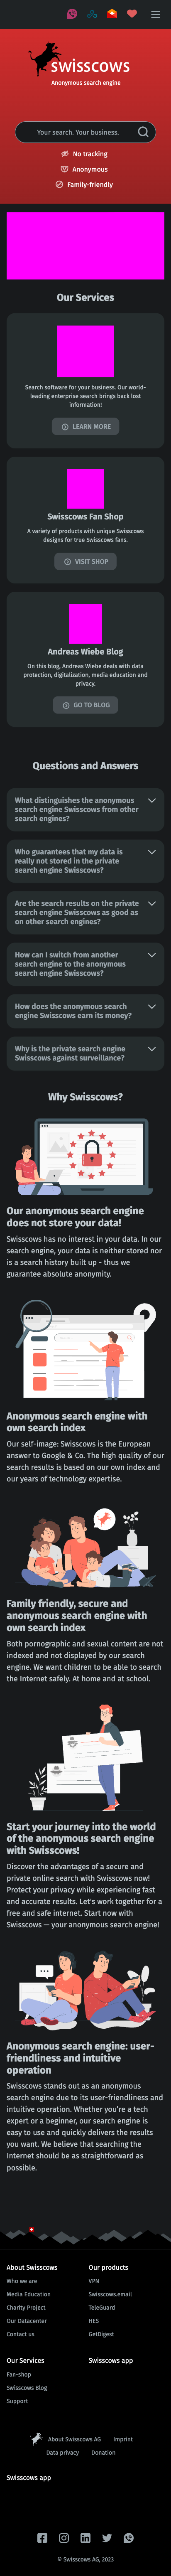 swisscows
Anonymous search engine
Your search. Your business.
No tracking
Anonymous
Family-friendly
Our Services
Search software for your business. Our world-
leading enterprise search brings back lost
information!
LEARN MORE
Swisscows Fan Shop
A variety of products with unique Swisscows
designs for true Swisscows fans.
VISIT SHOP
Andreas Wiebe Blog
On this blog, Andreas Wiebe deals with data
protection, digitalization, media education and
privacy.
GO TO BLOG
Questions and Answers
What distinguishes the anonymous
search engine Swisscows from other
search engines?
Who guarantees that my data is
really not stored in the private
search engine Swisscows?
Are the search results on the private
search engine Swisscows as good as
on other search engines?
How can I switch from another
search engine to the anonymous
search engine Swisscows?
How does the anonymous search
engine Swisscows earn its money?
Why is the private search engine
Swisscows against surveillance?
Why Swisscows?
Our anonymous search engine
does not store your data!
Swisscows has no interest in your data. In our
search engine, your data is neither stored nor
is a search history built up - thus we
guarantee absolute anonymity.
Anonymous search engine with
own search index
Our self-image: Swisscows is the European
answer to Google & Co. The high quality of our
search results is based on our own index and
our years of technology expertise.
Family friendly, secure and
anonymous search engine with
own search index
Both pornographic and sexual content are not
indexed and not displayed by our search
engine. We want children to be able to search
the Internet safely. At home and at school.
Start your journey into the world
of the anonymous search engine
with Swisscows!
Discover the advantages of a secure and
private online search with Swisscows now!
Protect your privacy while experiencing fast
and accurate results. Let's work together for a
free and safe internet. Start now with
Swisscows — your anonymous search engine!
Anonymous search engine: user-
friendliness and intuitive
operation
Swisscows stands out as an anonymous
search engine due to its user-friendliness and
intuitive operation. Whether you're a tech
expert or a beginner, our search engine is
easy to use and quickly delivers the results
you want. We believe that searching the
Internet should be as straightforward as
possible.
About Swisscows
Who we are
Media Education
Charity Project
Our Datacenter
Contact us
Our products
VPN
Swisscows.email
TeleGuard
HES
GetDigest
Our Services
Fan-shop
Swisscows Blog
Support
Swisscows app
About Swisscows AG Imprint
Data privacy Donation
Swisscows app
© Swisscows AG, 2023